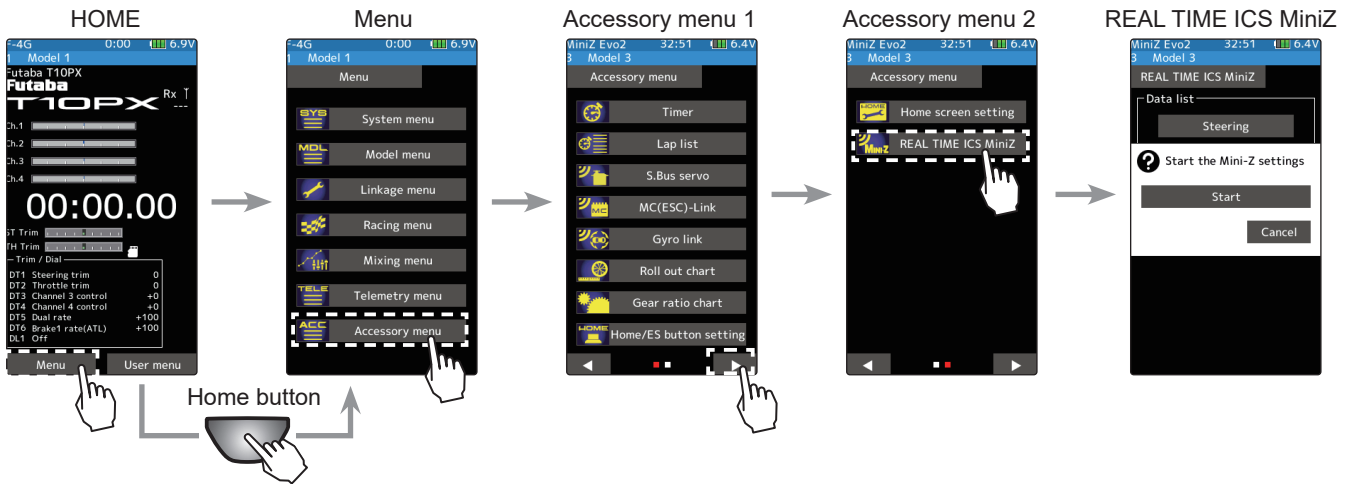 HOME
F-4G 0:00 6.9V
1 Model 1
Futaba T10PX
Futaba
T10PX Rx
---
Ch.1
Ch.2
Ch.3
Ch.4
00:00.00
ST Trim
TH Trim
Trim / Dial
DT1 Steering trim 0
DT2 Throttle trim 0
DT3 Channel 3 control +0
DT4 Channel 4 control +0
DT5 Dual rate +100
DT6 Brake1 rate(ATL) +100
DL1 Off
Menu User menu
Home button
Menu
F-4G 0:00 6.9V
1 Model 1
Menu
SYS System menu
MDL Model menu
Linkage menu
Racing menu
Mixing menu
TELE Telemetry menu
ACC Accessory menu
Accessory menu 1
MiniZ Evo2 32:51 6.4V
3 Model 3
Accessory menu
Timer
Lap list
S.Bus servo
MC MC(ESC)-Link
Gyro link
Roll out chart
Gear ratio chart
HOME Home/ES button setting
Accessory menu 2
MiniZ Evo2 32:51 6.4V
3 Model 3
Accessory menu
HOME Home screen setting
MINI-Z REAL TIME ICS MiniZ
REAL TIME ICS MiniZ
MiniZ Evo2 32:51 6.4V
3 Model 3
REAL TIME ICS MiniZ
Data list
Steering
? Start the Mini-Z settings
Start
Cancel